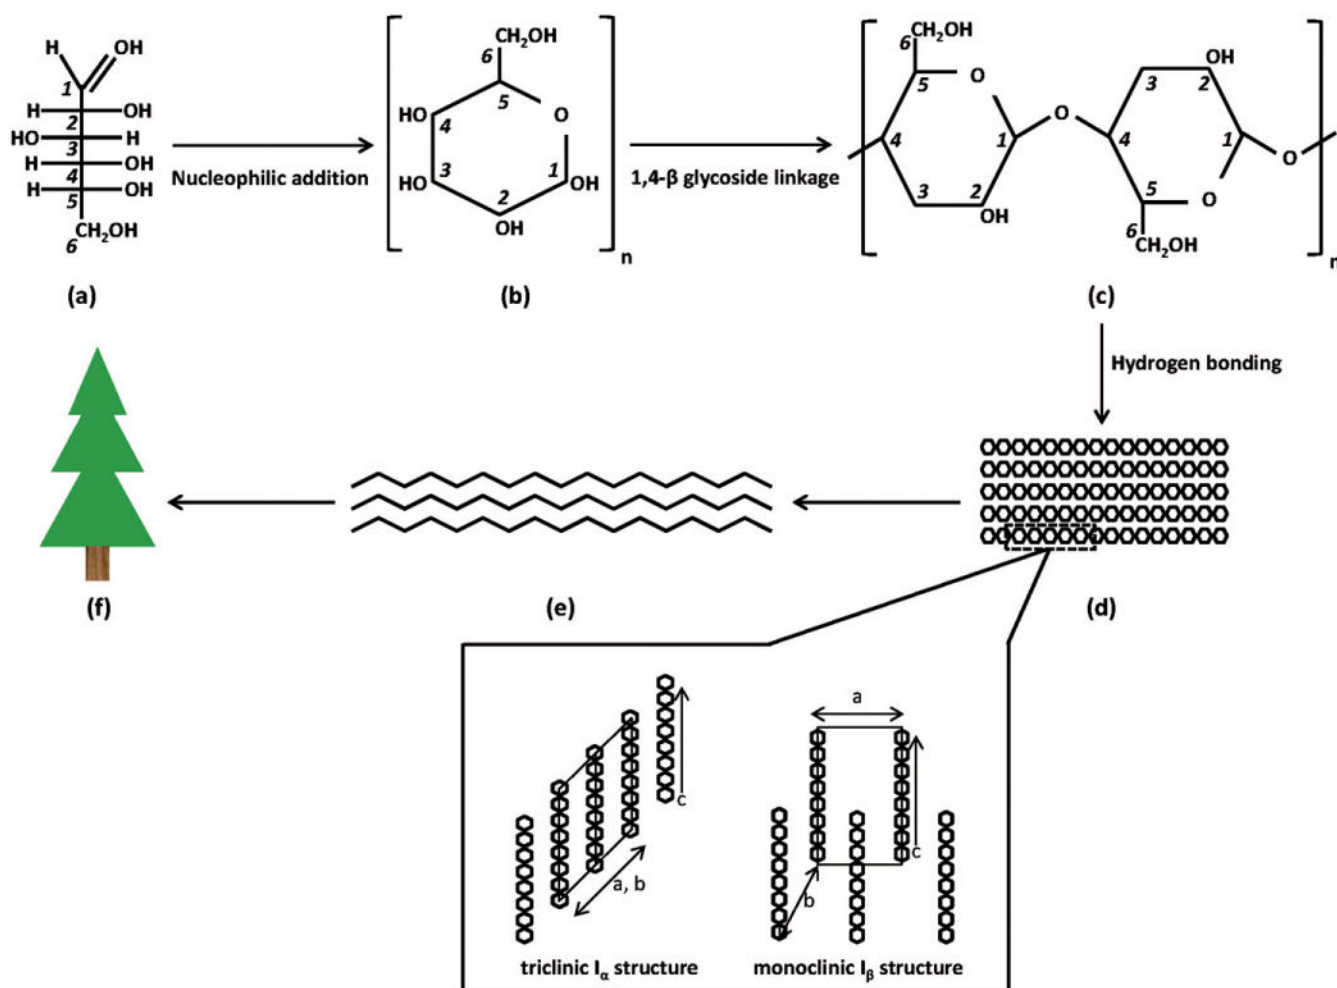 H OH
1
H OH
2
HO H
3
H OH
4
H OH
5
CH₂OH
6
(a)
Nucleophilic addition
CH₂OH
6
5
HO 4 O
HO 3 1 OH
2
OH
n
(b)
1,4-β glycoside linkage
CH₂OH
6
5 O
4 1
3 2
OH
O
OH
3 2
4 1
5 O
6
CH₂OH
O
n
(c)
Hydrogen bonding
(f)
(e)
(d)
c
a, b
triclinic Iα structure
a
c
b
monoclinic Iβ structure